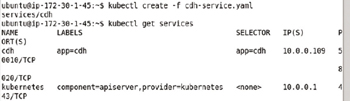 ubuntu@ip-172-30-1-45:~$ kubectl create -f cdh-service.yaml
services/cdh
ubuntu@ip-172-30-1-45:~$ kubectl get services
NAME LABELS SELECTOR IP(S) P
ORT(S)
cdh app=cdh app=cdh 10.0.0.109 5
0010/TCP
8
020/TCP
kubernetes component=apiserver,provider=kubernetes <none> 10.0.0.1 4
43/TCP